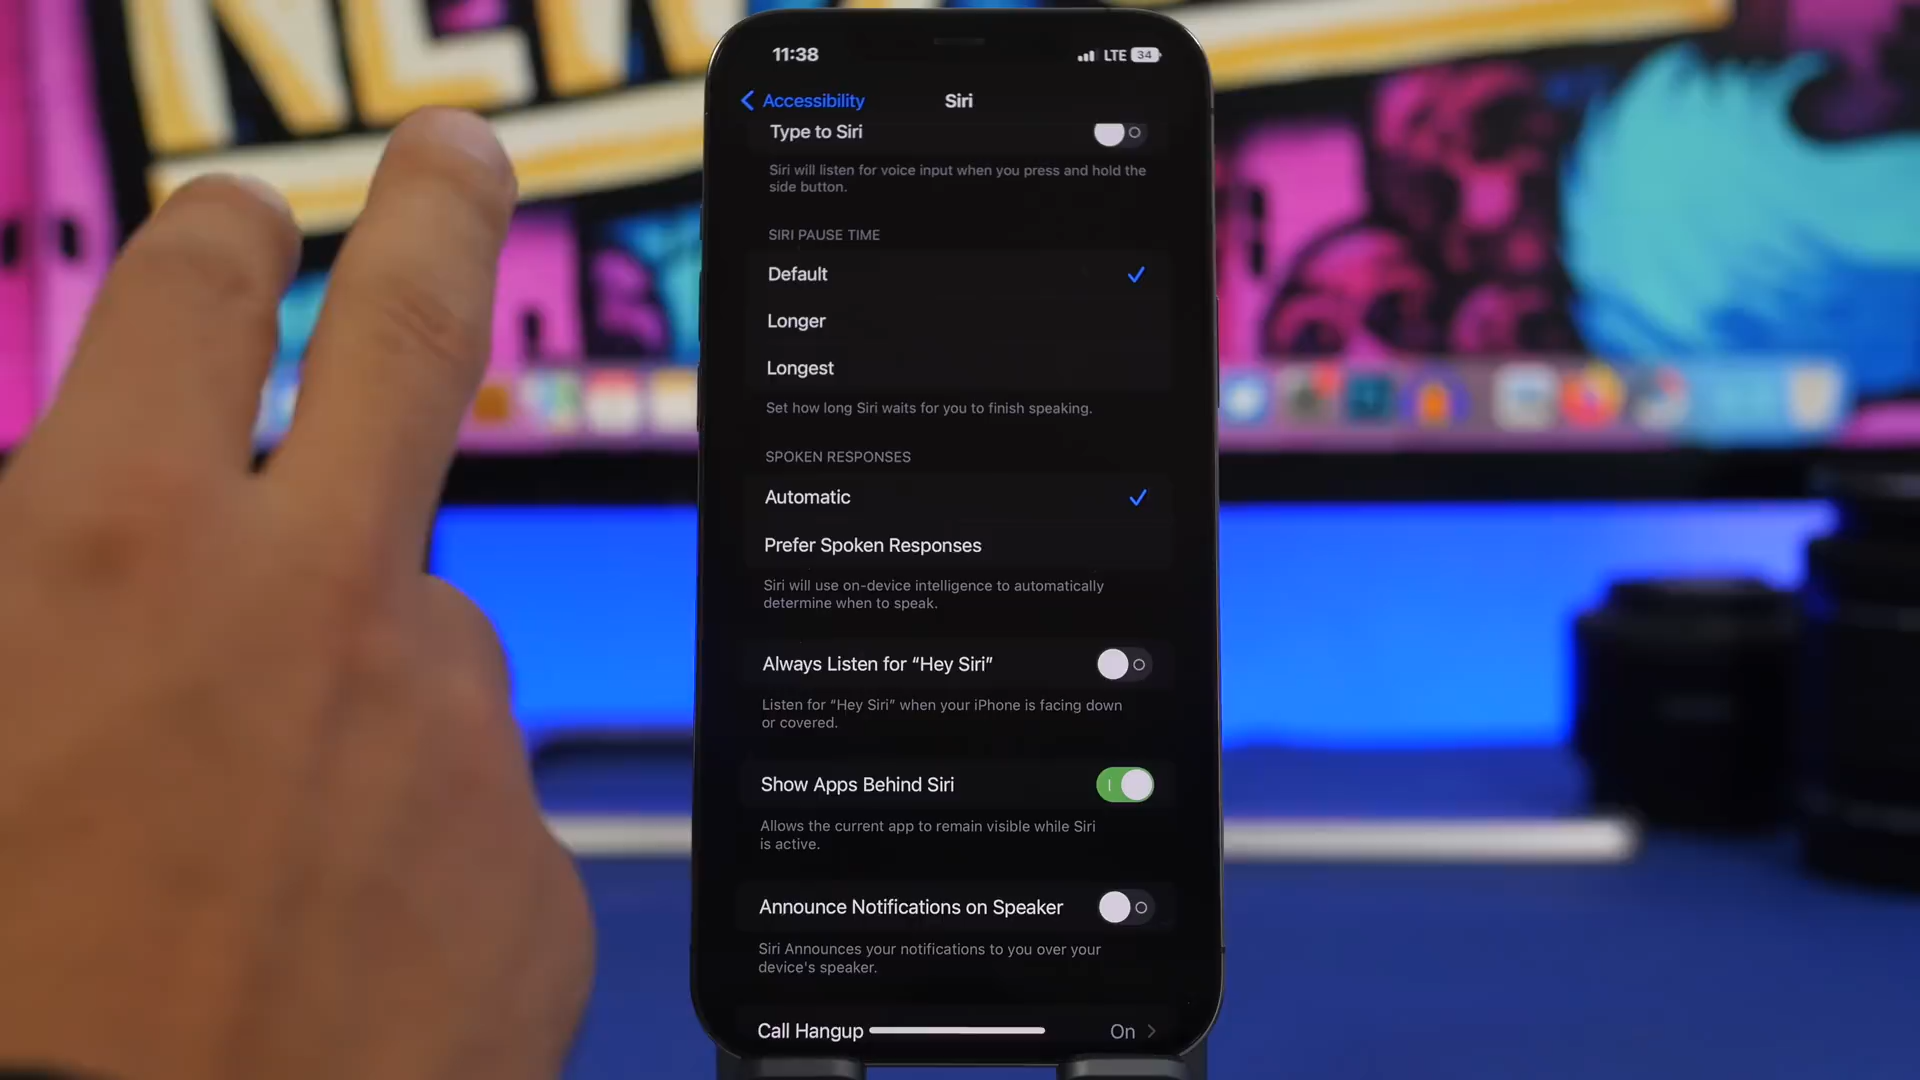 11:38
LTE 34
Accessibility
Siri
Type to Siri
Siri will listen for voice input when you press and hold the
side button.
SIRI PAUSE TIME
Default
Longer
Longest
Set how long Siri waits for you to finish speaking.
SPOKEN RESPONSES
Automatic
Prefer Spoken Responses
Siri will use on-device intelligence to automatically
determine when to speak.
Always Listen for “Hey Siri”
Listen for “Hey Siri” when your iPhone is facing down
or covered.
Show Apps Behind Siri
Allows the current app to remain visible while Siri
is active.
Announce Notifications on Speaker
Siri Announces your notifications to you over your
device's speaker.
Call Hangup
On